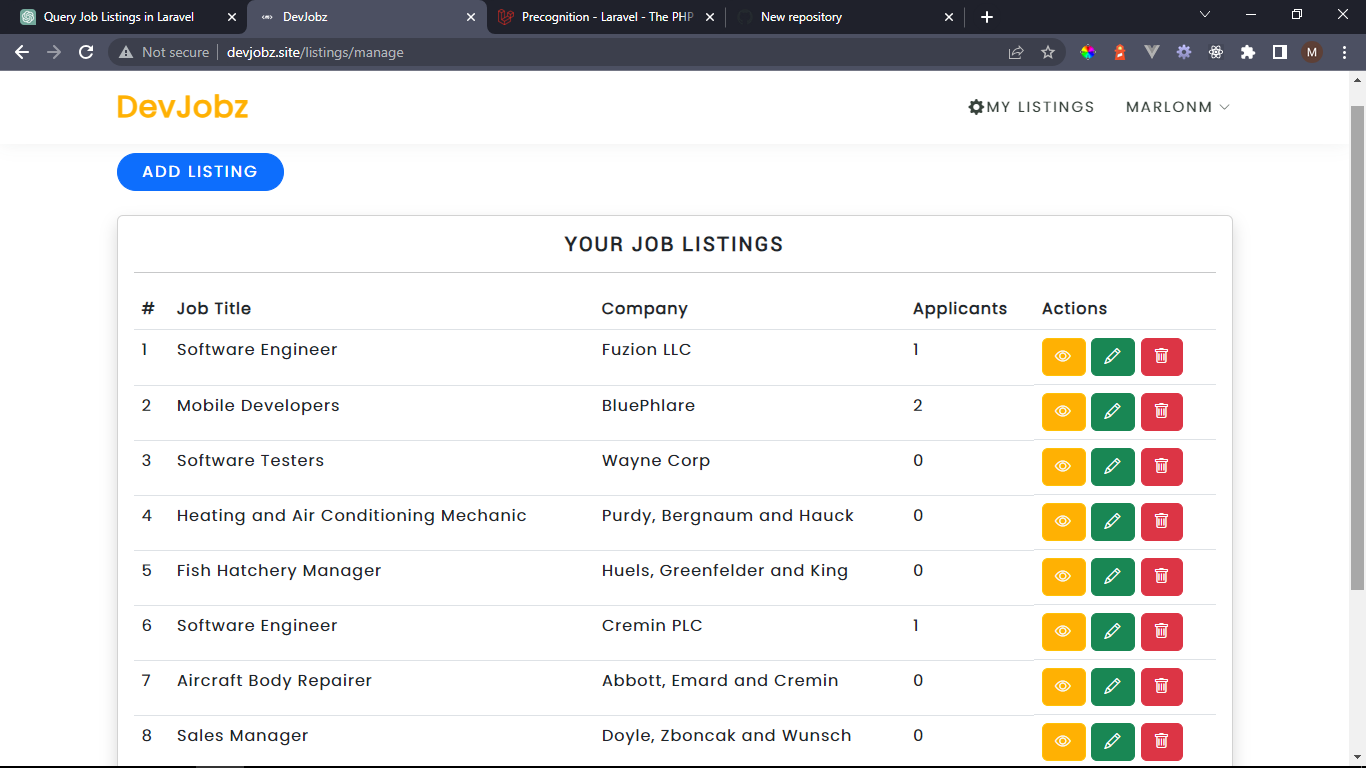 Query Job Listings in Laravel
DevJobz
Precognition - Laravel - The PHP
New repository
Not secure | devjobz.site/listings/manage
M
DevJobz
MY LISTINGS
MARLONM
ADD LISTING
YOUR JOB LISTINGS
# Job Title Company Applicants Actions
1 Software Engineer Fuzion LLC 1
2 Mobile Developers BluePhlare 2
3 Software Testers Wayne Corp 0
4 Heating and Air Conditioning Mechanic Purdy, Bergnaum and Hauck 0
5 Fish Hatchery Manager Huels, Greenfelder and King 0
6 Software Engineer Cremin PLC 1
7 Aircraft Body Repairer Abbott, Emard and Cremin 0
8 Sales Manager Doyle, Zboncak and Wunsch 0